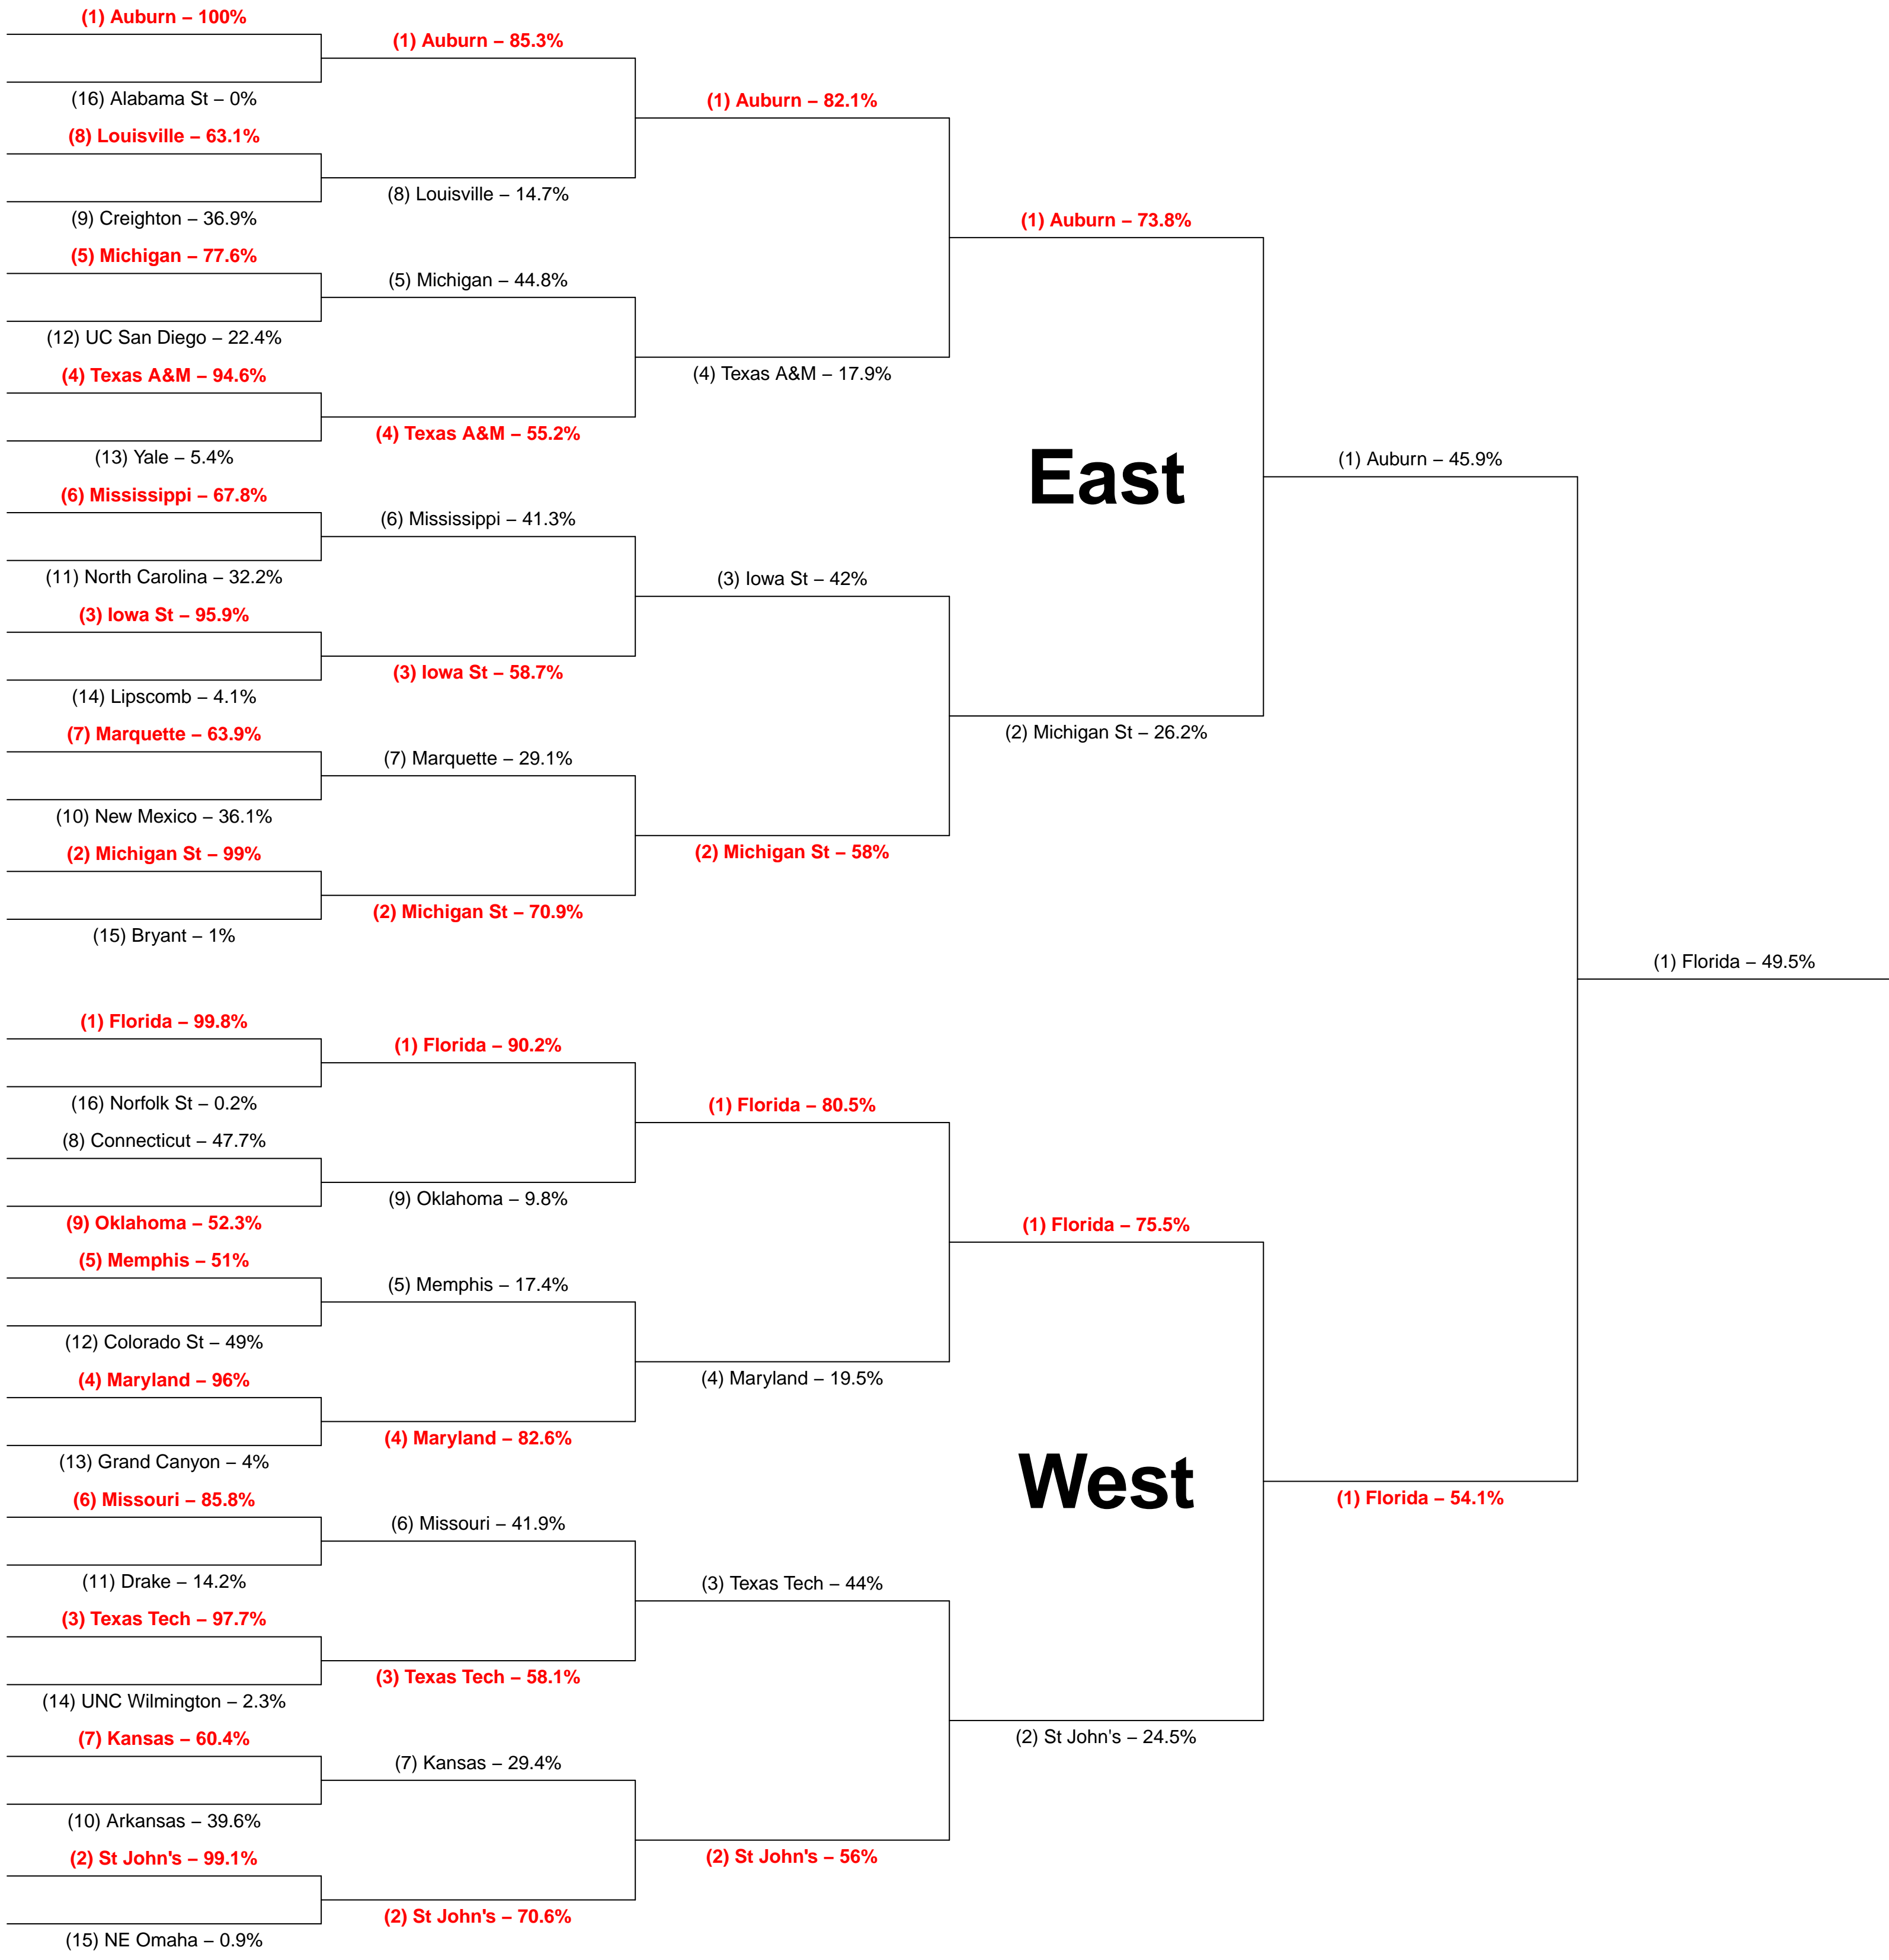 (1) Auburn – 100%
(16) Alabama St – 0%
(8) Louisville – 63.1%
(9) Creighton – 36.9%
(5) Michigan – 77.6%
(12) UC San Diego – 22.4%
(4) Texas A&M – 94.6%
(13) Yale – 5.4%
(6) Mississippi – 67.8%
(11) North Carolina – 32.2%
(3) Iowa St – 95.9%
(14) Lipscomb – 4.1%
(7) Marquette – 63.9%
(10) New Mexico – 36.1%
(2) Michigan St – 99%
(15) Bryant – 1%
(1) Florida – 99.8%
(16) Norfolk St – 0.2%
(8) Connecticut – 47.7%
(9) Oklahoma – 52.3%
(5) Memphis – 51%
(12) Colorado St – 49%
(4) Maryland – 96%
(13) Grand Canyon – 4%
(6) Missouri – 85.8%
(11) Drake – 14.2%
(3) Texas Tech – 97.7%
(14) UNC Wilmington – 2.3%
(7) Kansas – 60.4%
(10) Arkansas – 39.6%
(2) St John's – 99.1%
(15) NE Omaha – 0.9%
(1) Auburn – 85.3%
(8) Louisville – 14.7%
(5) Michigan – 44.8%
(4) Texas A&M – 55.2%
(6) Mississippi – 41.3%
(3) Iowa St – 58.7%
(7) Marquette – 29.1%
(2) Michigan St – 70.9%
(1) Florida – 90.2%
(9) Oklahoma – 9.8%
(5) Memphis – 17.4%
(4) Maryland – 82.6%
(6) Missouri – 41.9%
(3) Texas Tech – 58.1%
(7) Kansas – 29.4%
(2) St John's – 70.6%
(1) Auburn – 82.1%
(4) Texas A&M – 17.9%
(3) Iowa St – 42%
(2) Michigan St – 58%
(1) Florida – 80.5%
(4) Maryland – 19.5%
(3) Texas Tech – 44%
(2) St John's – 56%
(1) Auburn – 73.8%
East
(2) Michigan St – 26.2%
(1) Florida – 75.5%
West
(2) St John's – 24.5%
(1) Auburn – 45.9%
(1) Florida – 54.1%
(1) Florida – 49.5%